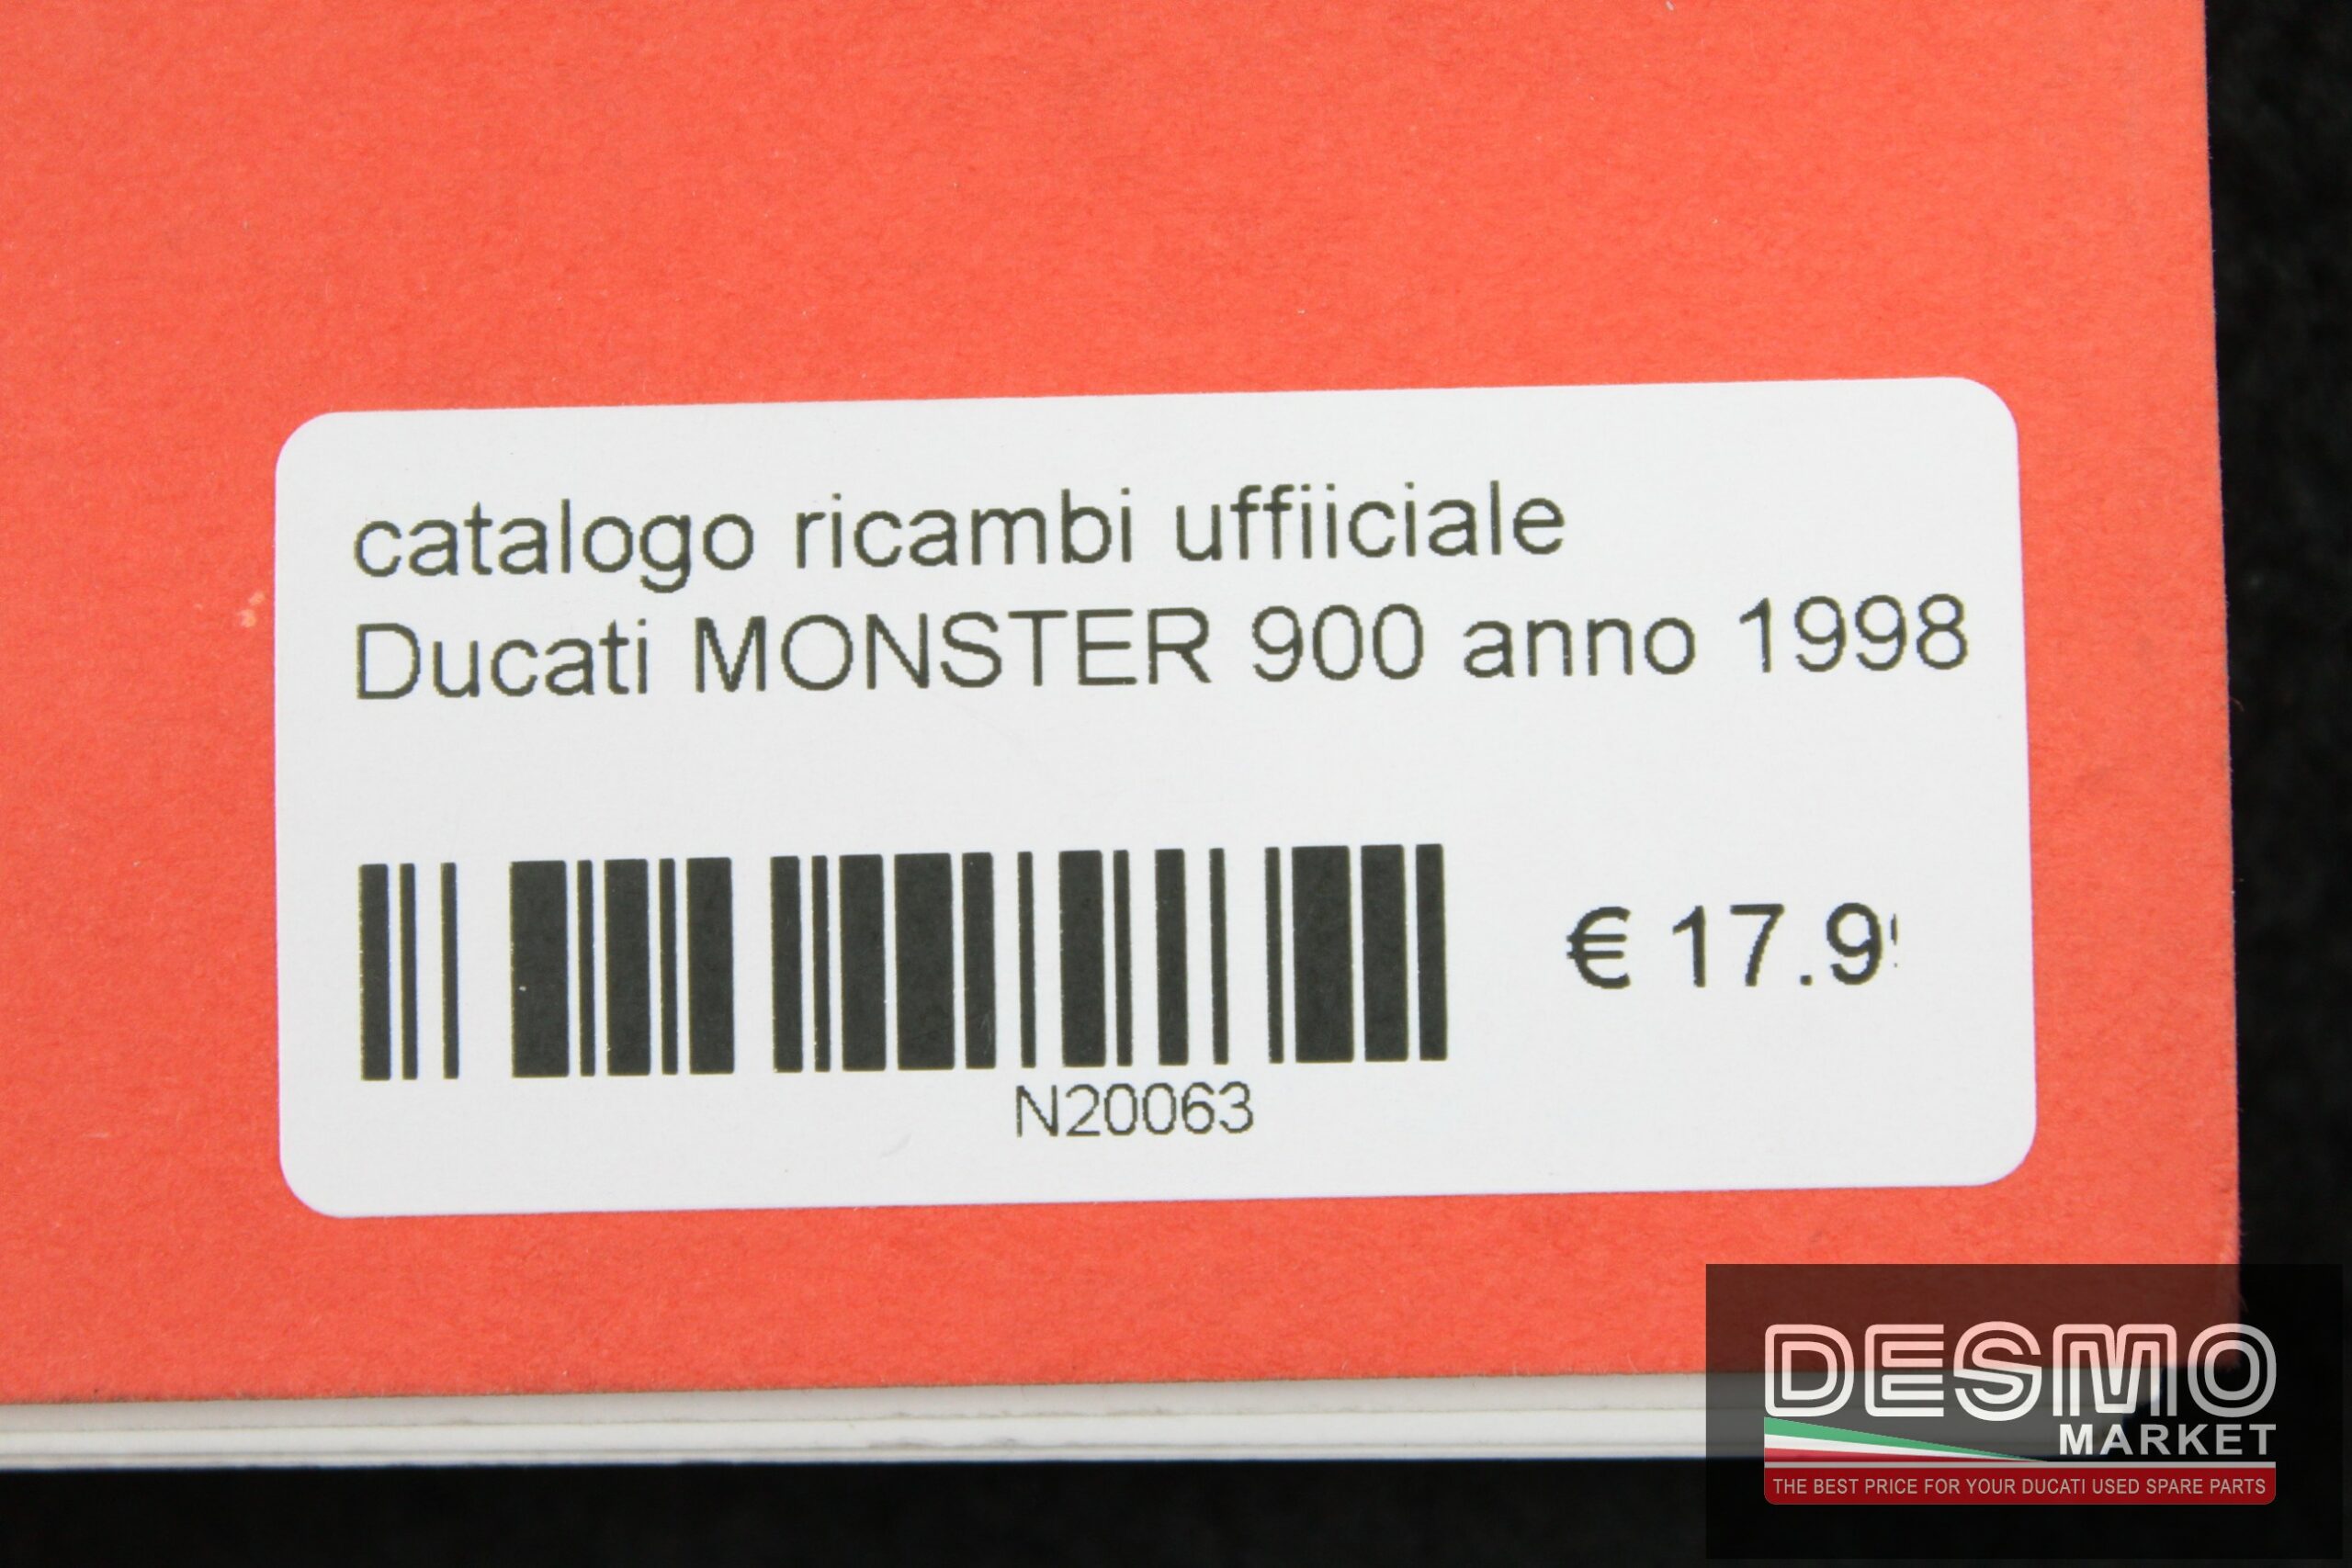 catalogo ricambi uffiiciale
Ducati MONSTER 900 anno 1998
€ 17.9
N20063
DESMO
MARKET
THE BEST PRICE FOR YOUR DUCATI USED SPARE PARTS